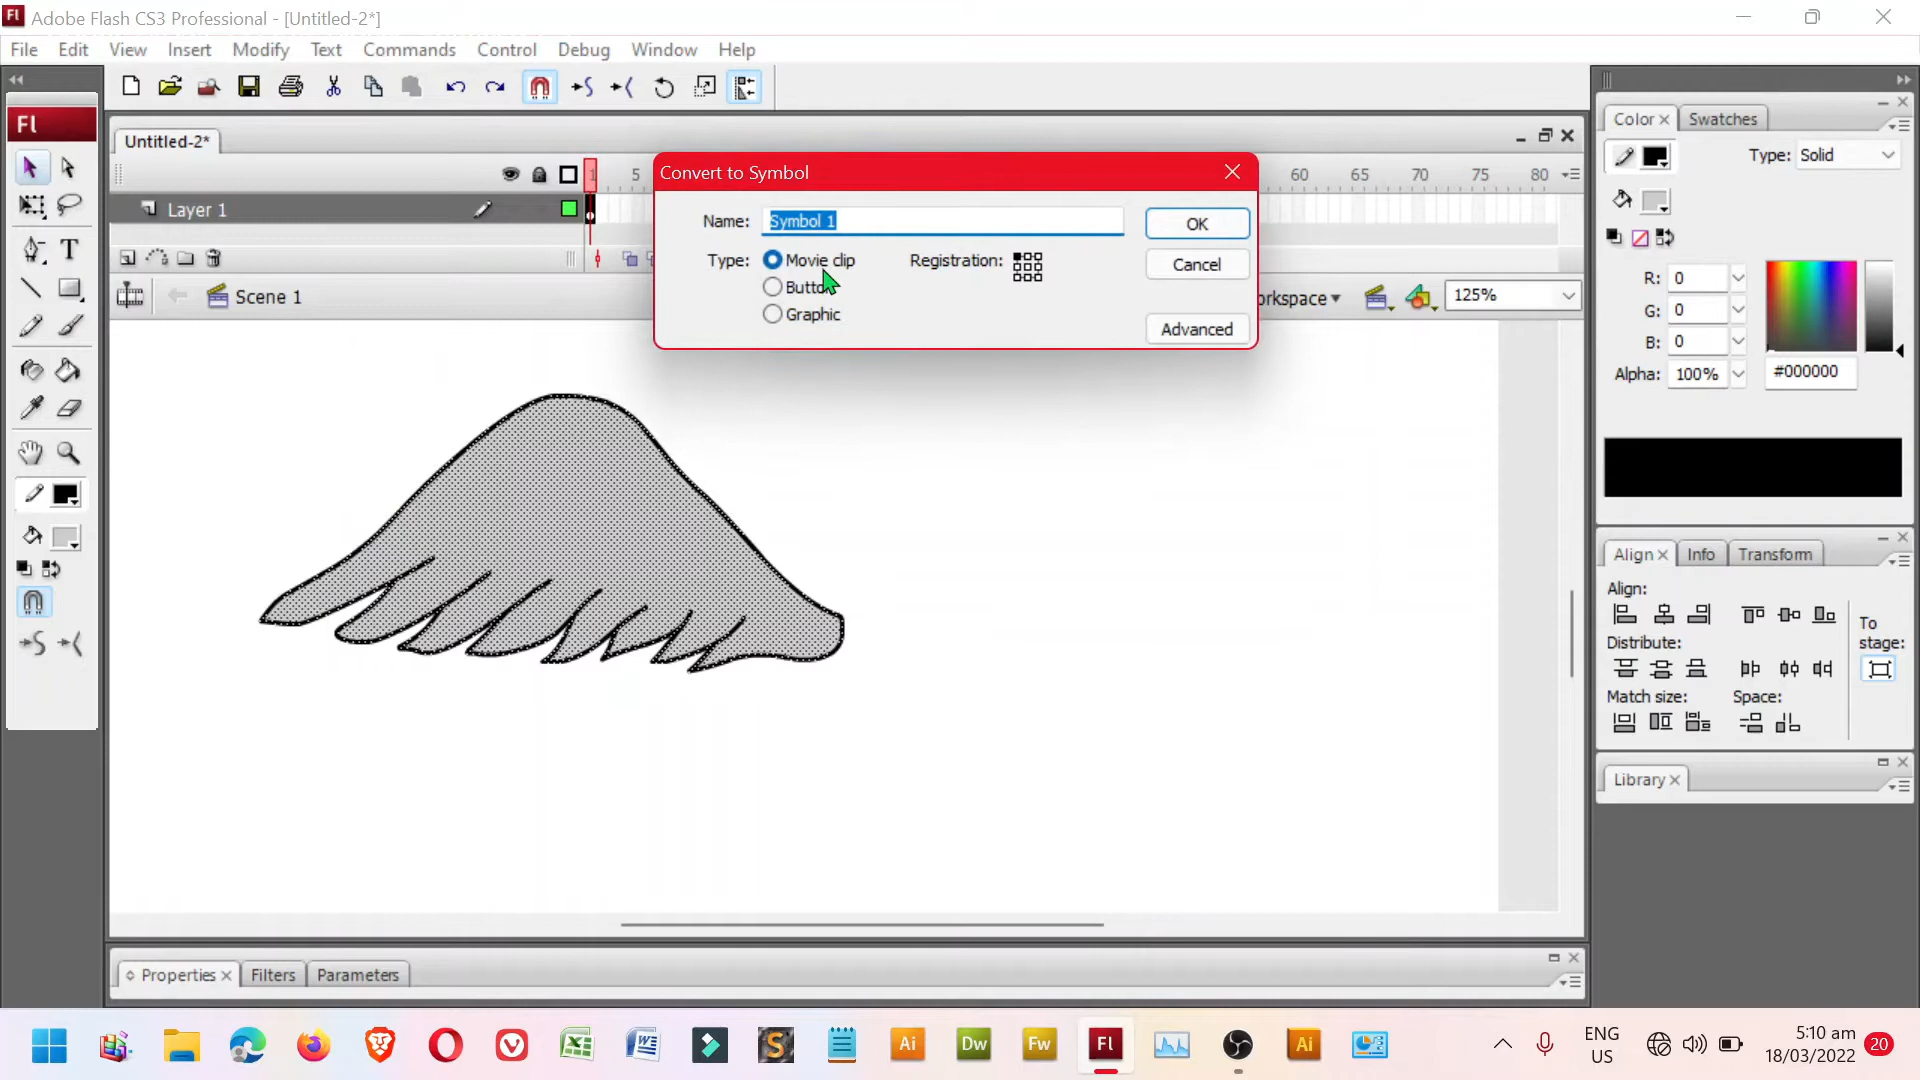 Adobe Flash CS3 Professional - [Untitled-2*]
File Edit View Insert Modify Text Commands Control Debug Window Help
Fl
Untitled-2*
Layer 1
1 5 60 65 70 75 80
Scene 1
125%
Convert to Symbol
Name: Symbol 1 OK
Type: Movie clip Registration: Cancel
Graphic
Advanced
Color Swatches
Type: Solid
R: 0
G: 0
B: 0
Alpha: 100% #000000
Align Info Transform
Align:
To
stage:
Distribute:
Match size: Space:
Library
Properties Filters Parameters
Ai Dw Fw Fl Ai
ENG
US
5:10 am
18/03/2022
20